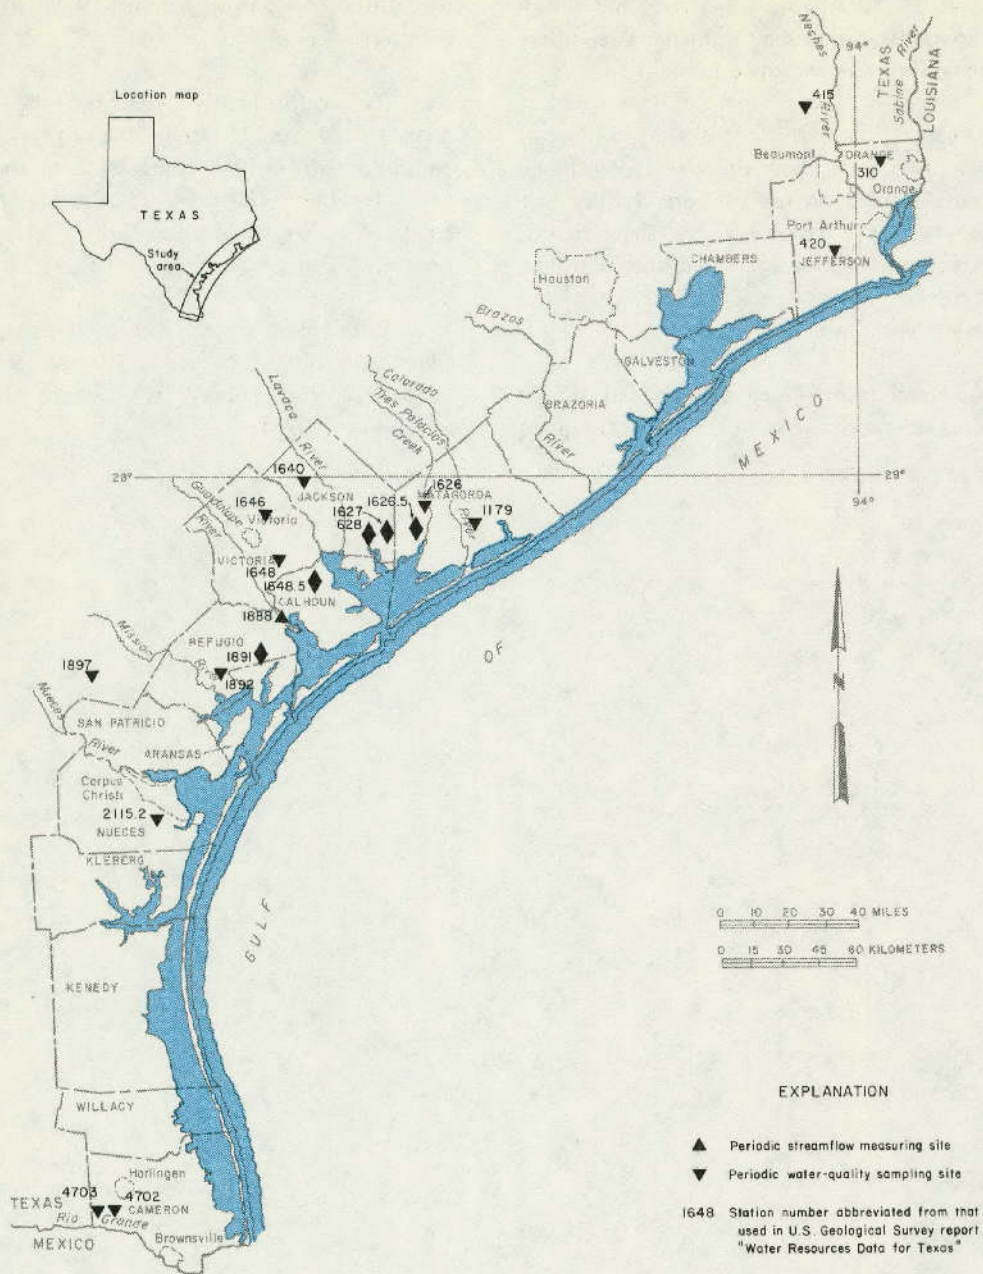 Location map
TEXAS
Study
area
Neches
River
94°
TEXAS
Sabine River
LOUISIANA
415
Beaumont
ORANGE
310
Orange
Port Arthur
420
JEFFERSON
CHAMBERS
Houston
Brazos
River
GALVESTON
BRAZORIA
MEXICO
OF
GULF
Lavaca
River
Colorado
River
Tres Palacios
Creek
29°
94°
1640
JACKSON
1626
1626.5
MATAGORDA
1627
628
1179
Guadalupe
River
1646
Victoria
VICTORIA
1648
1648.5
CALHOUN
1888
REFUGIO
Mission
River
1891
1892
1897
Nueces
River
SAN PATRICIO
ARANSAS
Corpus
Christi
2115.2
NUECES
KLEBERG
KENEDY
WILLACY
Harlingen
4703
4702
CAMERON
TEXAS
Rio Grande
MEXICO
Brownsville
N
0 10 20 30 40 MILES
0 15 30 45 60 KILOMETERS
EXPLANATION
Periodic streamflow measuring site
Periodic water-quality sampling site
1648 Station number abbreviated from that
used in U.S. Geological Survey report
"Water Resources Data for Texas"